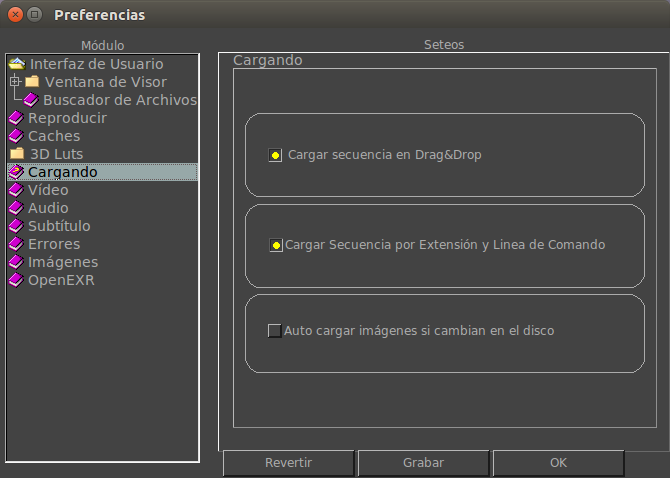 Preferencias
Módulo
Interfaz de Usuario
Ventana de Visor
Buscador de Archivos
Reproducir
Caches
3D Luts
Cargando
Vídeo
Audio
Subtítulo
Errores
Imágenes
OpenEXR
Seteos
Cargando
Cargar secuencia en Drag&Drop
Cargar Secuencia por Extensión y Linea de Comando
Auto cargar imágenes si cambian en el disco
Revertir
Grabar
OK